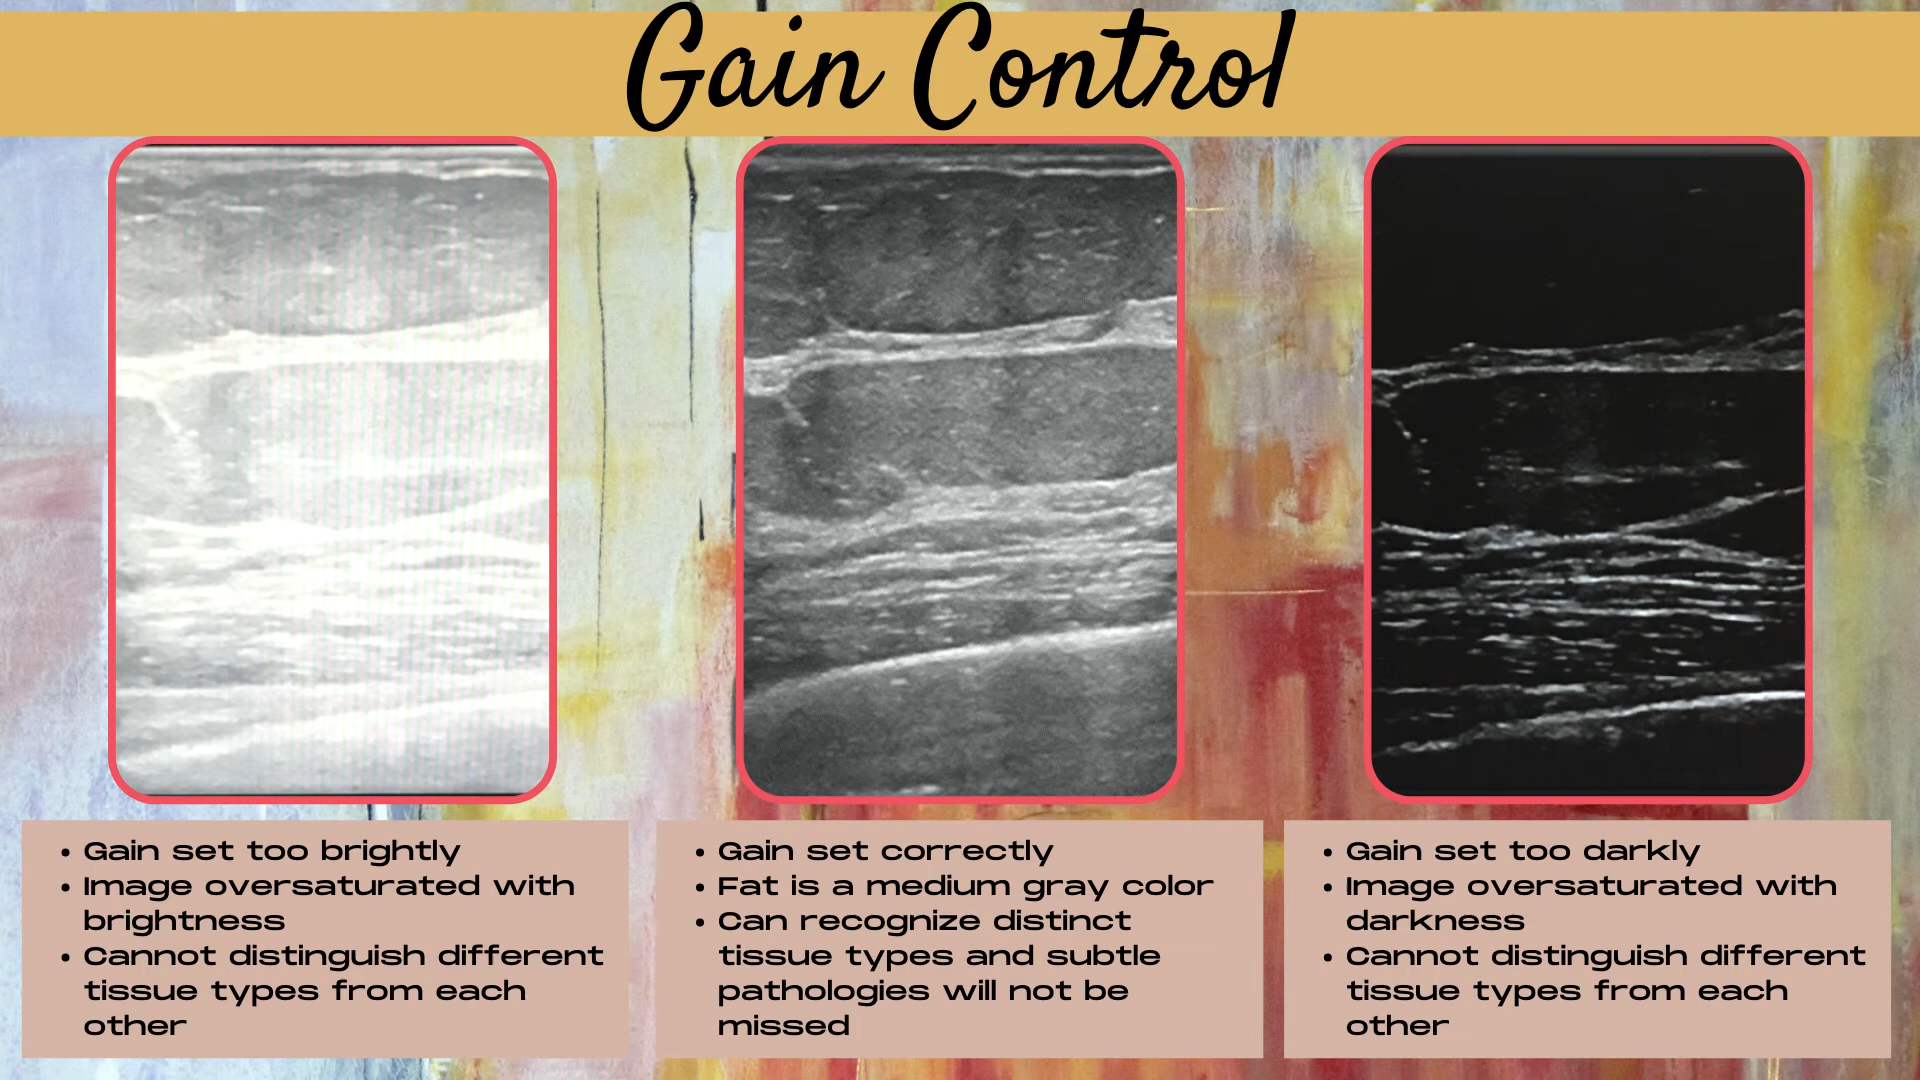 Gain Control
• Gain set too brightly
• Image oversaturated with
brightness
• Cannot distinguish different
tissue types from each
other
• Gain set correctly
• Fat is a medium gray color
• Can recognize distinct
tissue types and subtle
pathologies will not be
missed
• Gain set too darkly
• Image oversaturated with
darkness
• Cannot distinguish different
tissue types from each
other